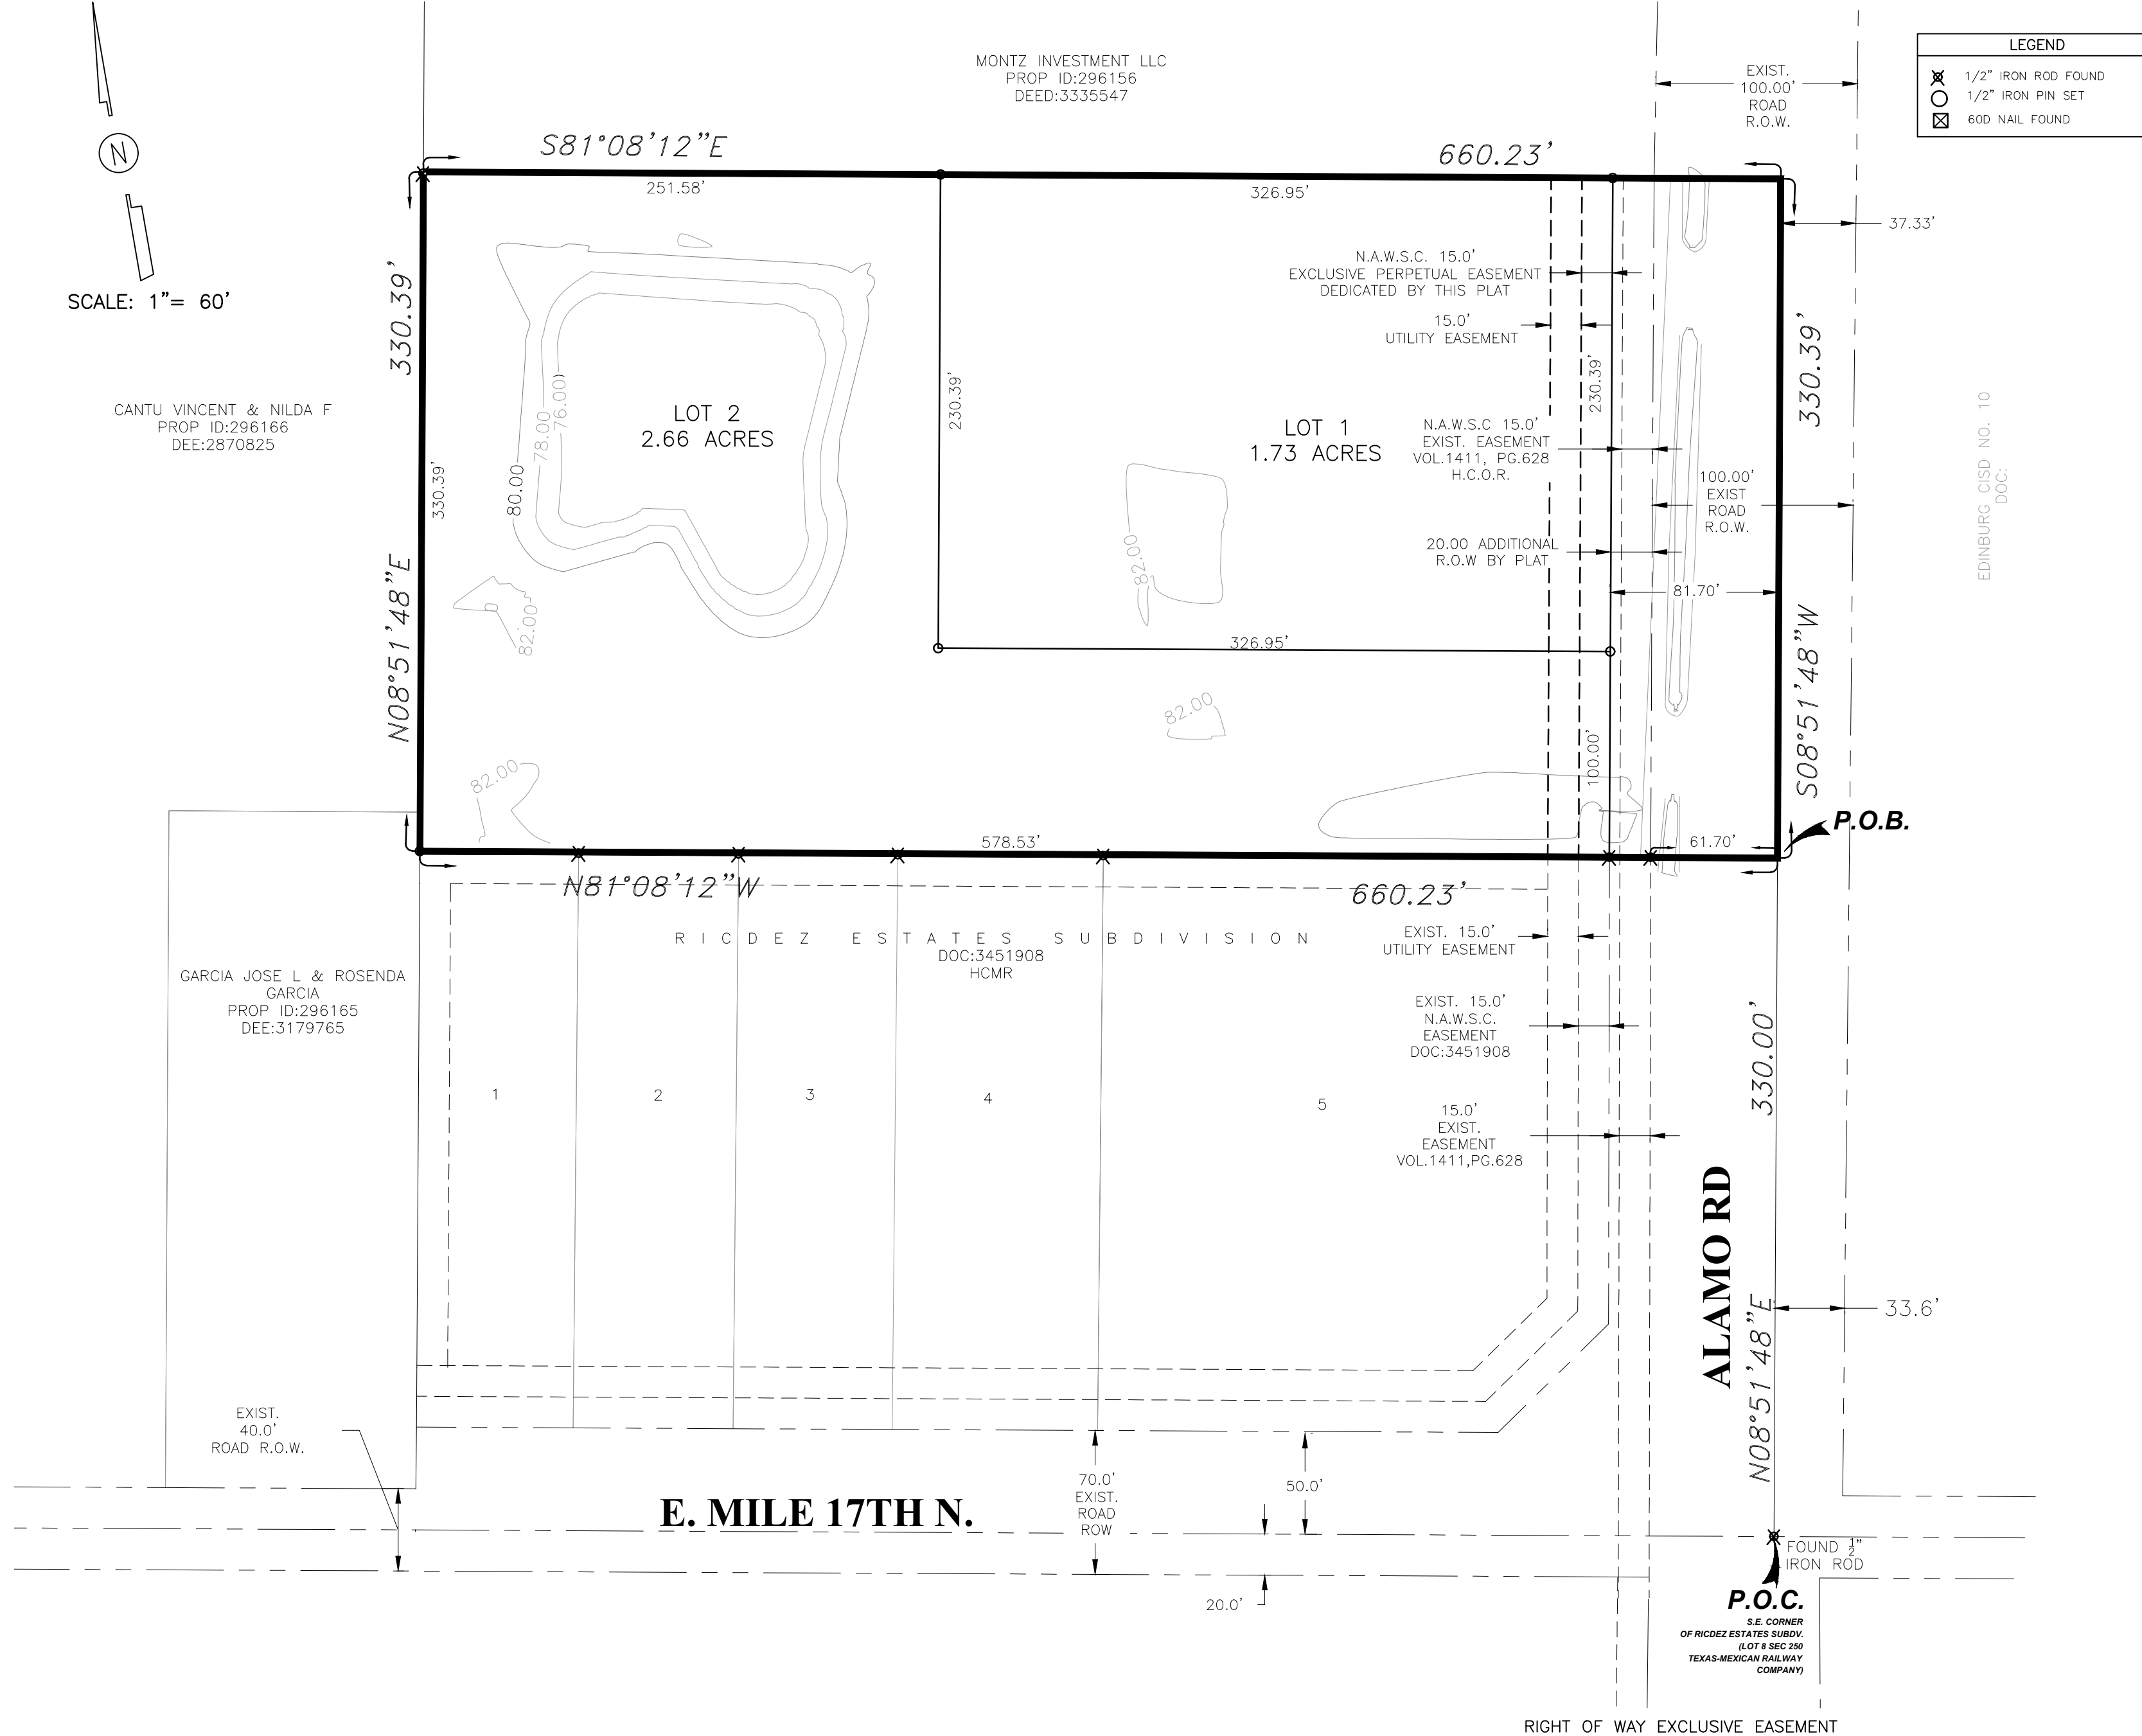 MONTZ INVESTMENT LLC
PROP ID:296156
DEED:3335547
EXIST.
100.00'
ROAD
R.O.W.
LEGEND
1/2" IRON ROD FOUND
1/2" IRON PIN SET
60D NAIL FOUND
N
SCALE: 1"= 60'
S81°08'12"E
660.23'
251.58'
326.95'
37.33'
330.39'
N08°51'48"E
330.39'
CANTU VINCENT & NILDA F
PROP ID:296166
DEE:2870825
N.A.W.S.C. 15.0'
EXCLUSIVE PERPETUAL EASEMENT
DEDICATED BY THIS PLAT
15.0'
UTILITY EASEMENT
230.39'
230.39'
LOT 2
2.66 ACRES
78.00
76.00)
80.00
82.00
LOT 1
1.73 ACRES
N.A.W.S.C 15.0'
EXIST. EASEMENT
VOL.1411, PG.628
H.C.O.R.
100.00'
EXIST
ROAD
R.O.W.
20.00 ADDITIONAL
R.O.W BY PLAT
81.70'
330.39'
S08°51'48"W
EDINBURG CISD NO. 10
DOC:
82.00
326.95'
82.00
82.00
100.00'
578.53'
61.70'
P.O.B.
N81°08'12"W
660.23'
RICDEZ ESTATES SUBDIVISION
DOC:3451908
HCMR
EXIST. 15.0'
UTILITY EASEMENT
GARCIA JOSE L & ROSENDA
GARCIA
PROP ID:296165
DEE:3179765
EXIST. 15.0'
N.A.W.S.C.
EASEMENT
DOC:3451908
1
2
3
4
5
15.0'
EXIST.
EASEMENT
VOL.1411,PG.628
330.00'
N08°51'48"E
ALAMO RD
33.6'
EXIST.
40.0'
ROAD R.O.W.
E. MILE 17TH N.
70.0'
EXIST.
ROAD
ROW
50.0'
20.0'
FOUND 1/2"
IRON ROD
P.O.C.
S.E. CORNER
OF RICDEZ ESTATES SUBDV.
(LOT 8 SEC 250
TEXAS-MEXICAN RAILWAY
COMPANY)
RIGHT OF WAY EXCLUSIVE EASEMENT